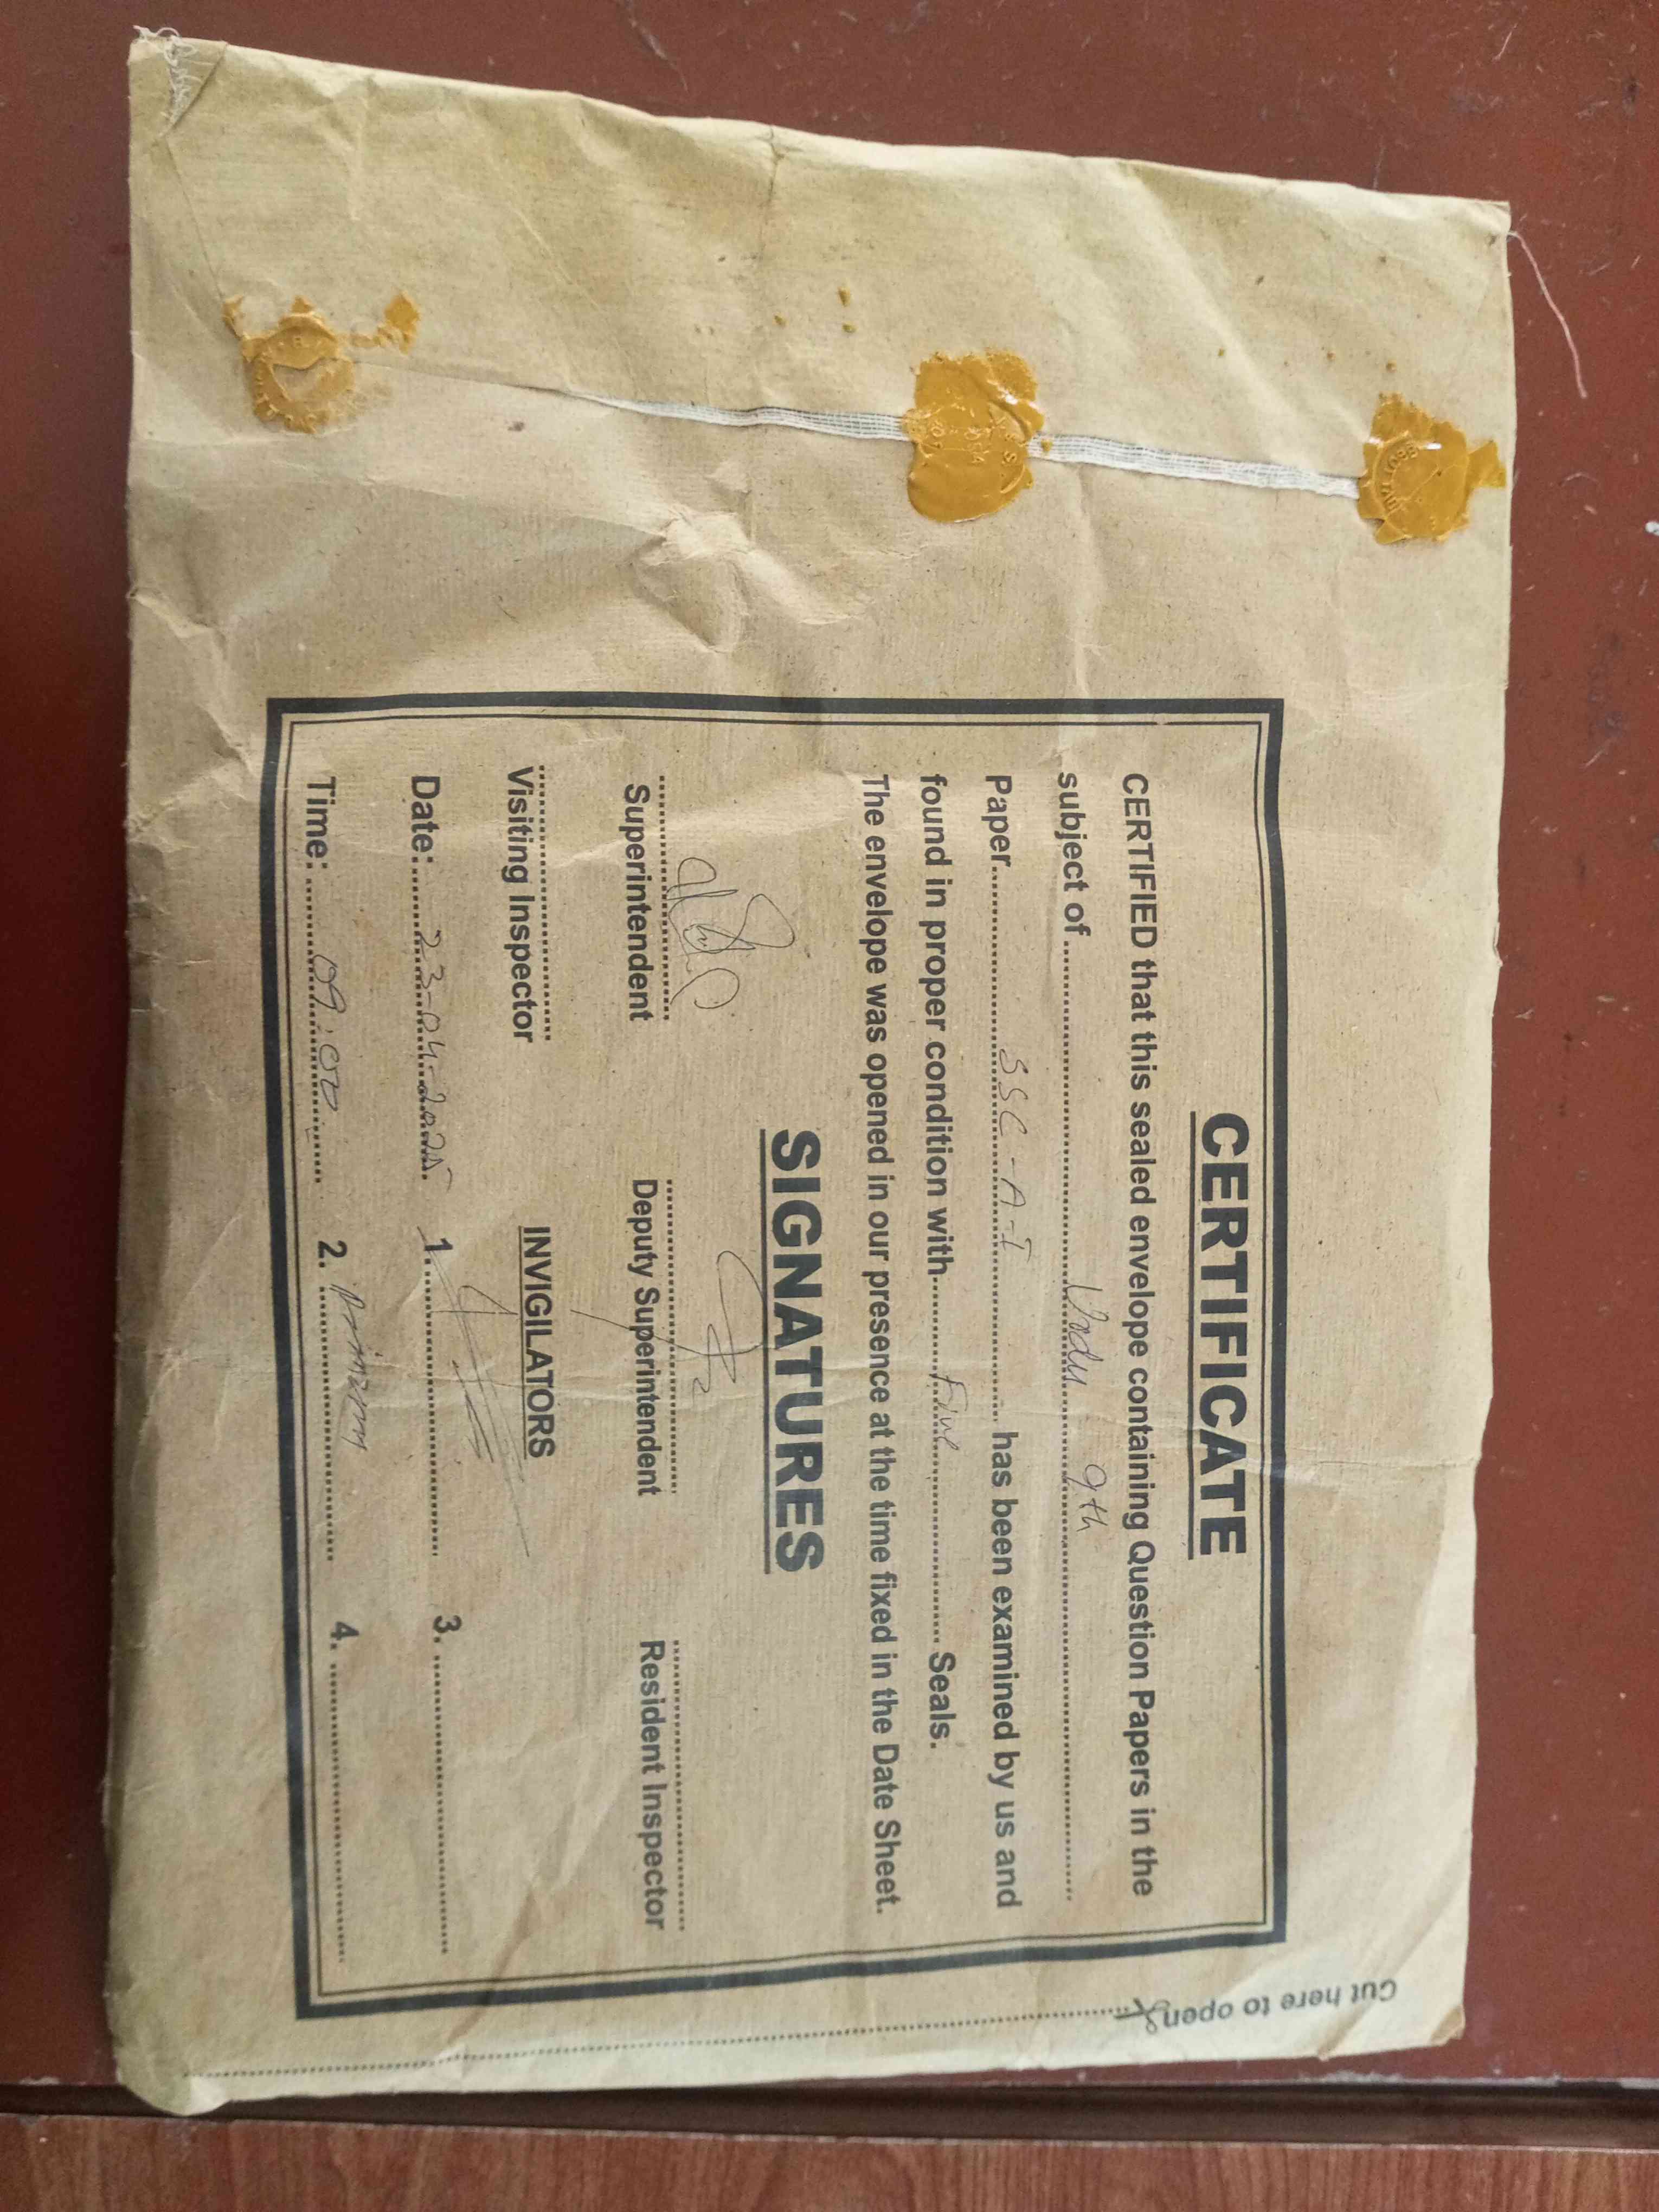 CERTIFICATE
CERTIFIED that this sealed envelope containing Question Papers in the
subject of ........ Urdu 9th ........
Paper........ SSC-A-I ........ has been examined by us and
found in proper condition with........ Five ........ Seals.
The envelope was opened in our presence at the time fixed in the Date Sheet.
SIGNATURES
Superintendent Deputy Superintendent Resident Inspector
Visiting Inspector
INVIGILATORS
Date: 23-04-2025 1. ........ 3. ........
Time: 09:00 2. ........ 4. ........
Cut here to open